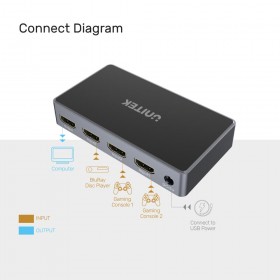 Connect Diagram
UNITEK
Computer
BluRay
Disc Player
Gaming
Console 1
Gaming
Console 2
Connect to
USB Power
INPUT
OUTPUT